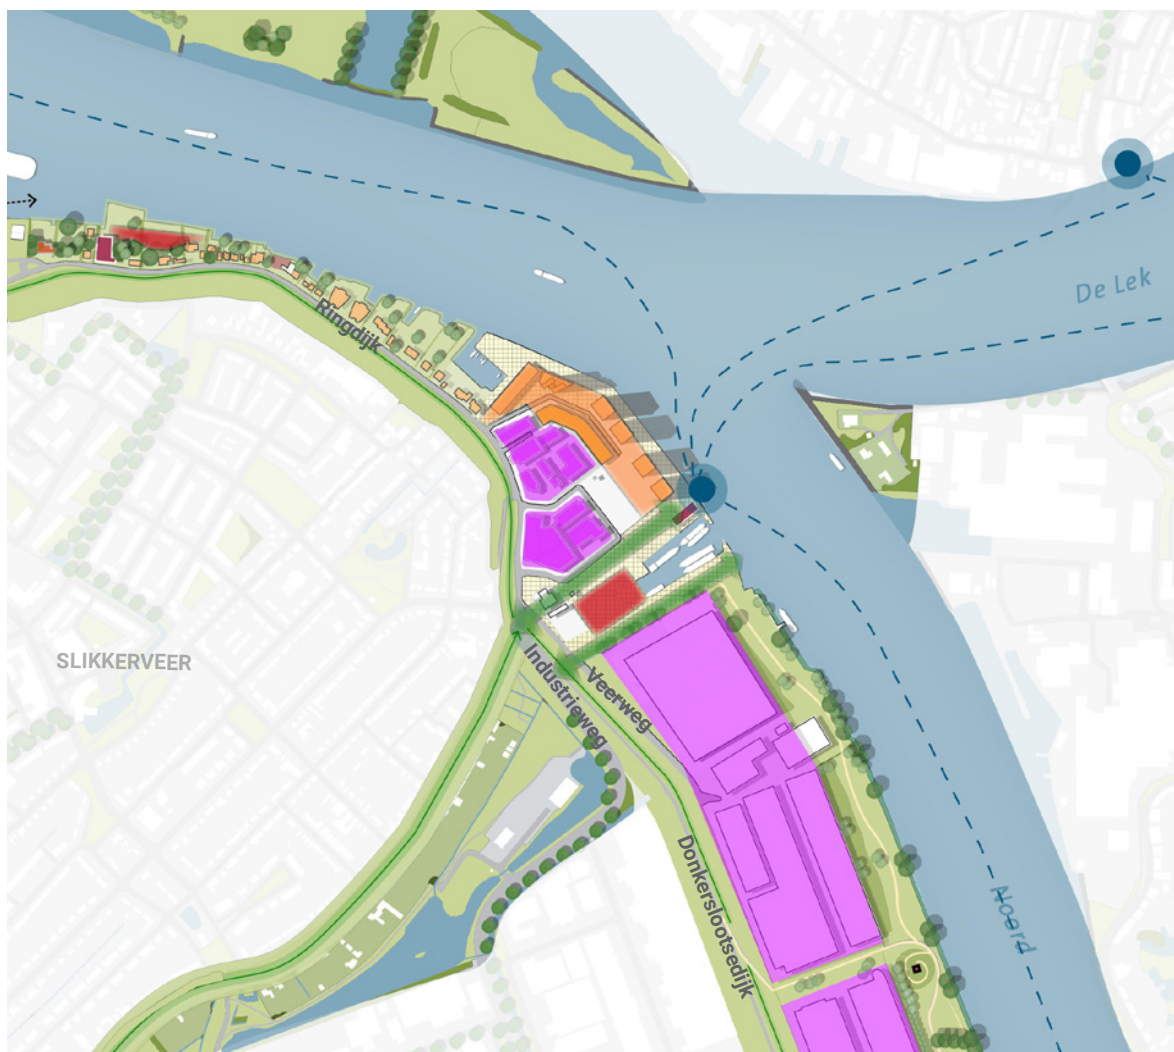 De Lek
Ringdijk
SLIKKERVEER
Industrieweg
Veerweg
Donkerslootsedijk
Noord